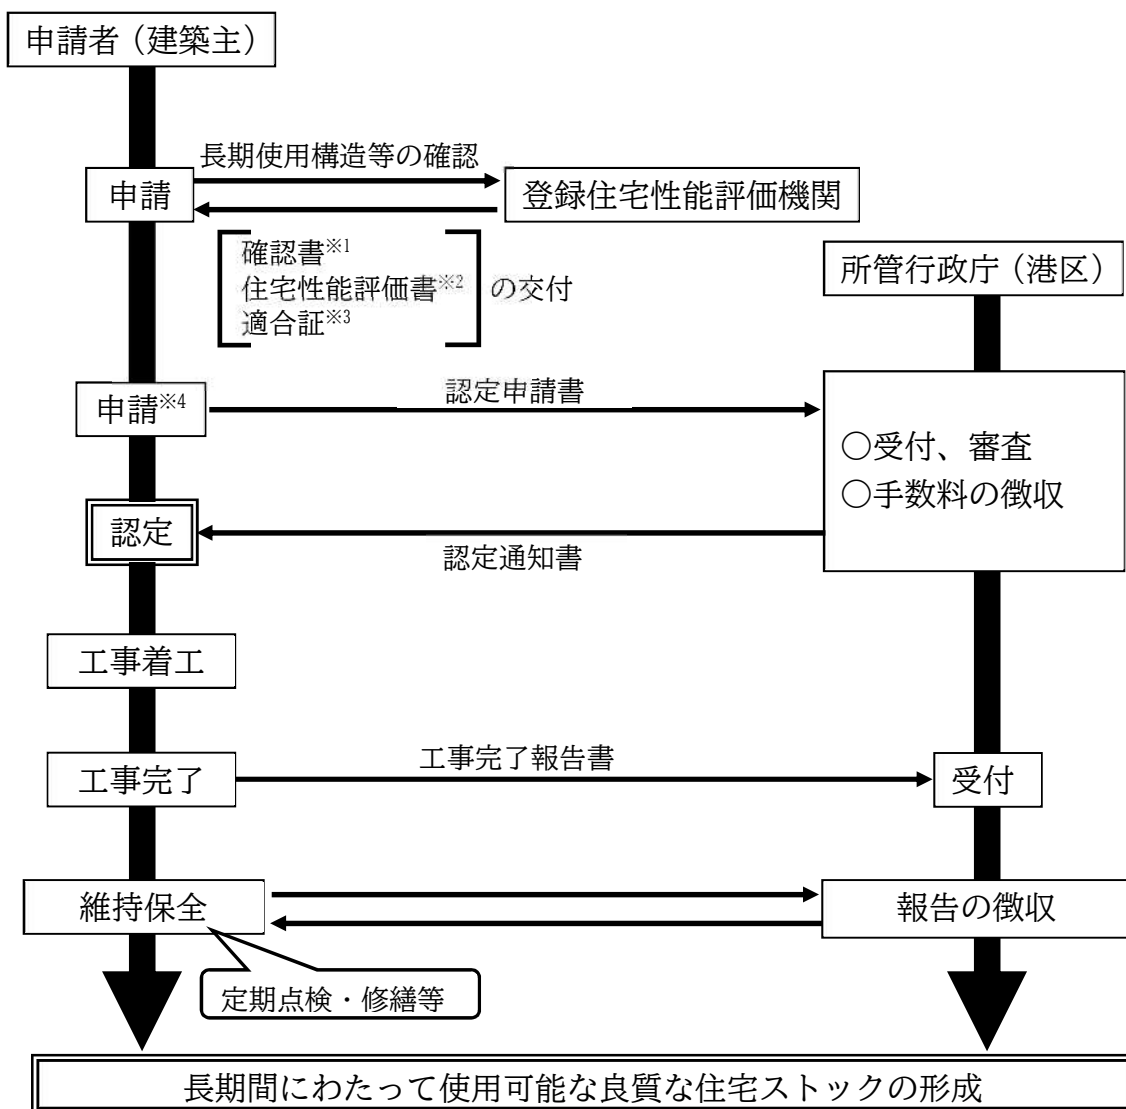 申請者（建築主）
長期使用構造等の確認
申請
登録住宅性能評価機関
確認書※1
住宅性能評価書※2
の交付
適合証※3
所管行政庁（港区）
申請※4
認定申請書
○受付、審査
○手数料の徴収
認定
認定通知書
工事着工
工事完了
工事完了報告書
受付
維持保全
報告の徴収
定期点検・修繕等
長期間にわたって使用可能な良質な住宅ストックの形成